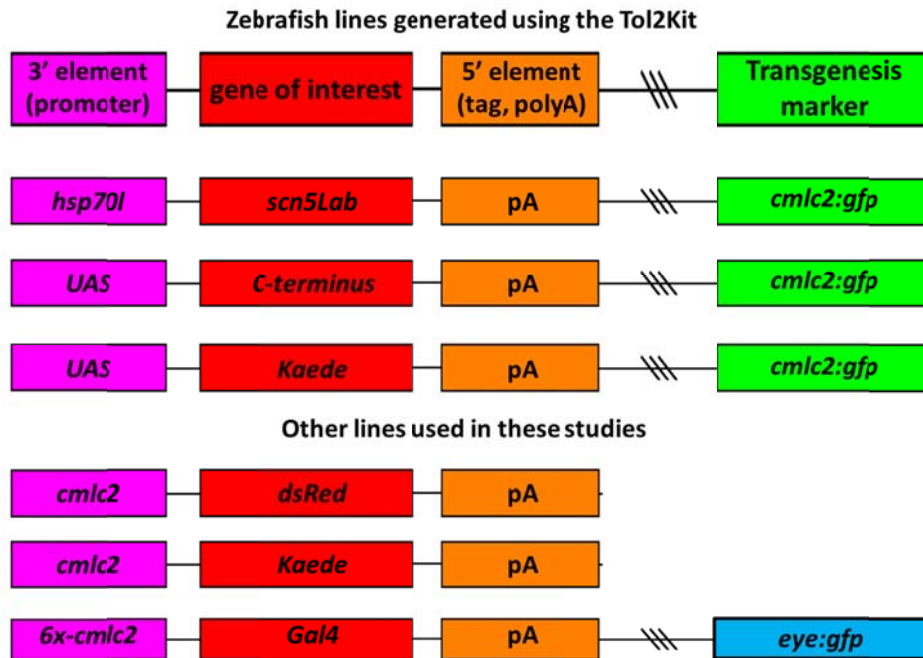 Zebrafish lines generated using the Tol2Kit
3’ element (promoter)
gene of interest
5’ element (tag, polyA)
Transgenesis marker
hsp70l
scn5Lab
pA
cmlc2:gfp
UAS
C-terminus
pA
cmlc2:gfp
UAS
Kaede
pA
cmlc2:gfp
Other lines used in these studies
cmlc2
dsRed
pA
cmlc2
Kaede
pA
6x-cmlc2
Gal4
pA
eye:gfp